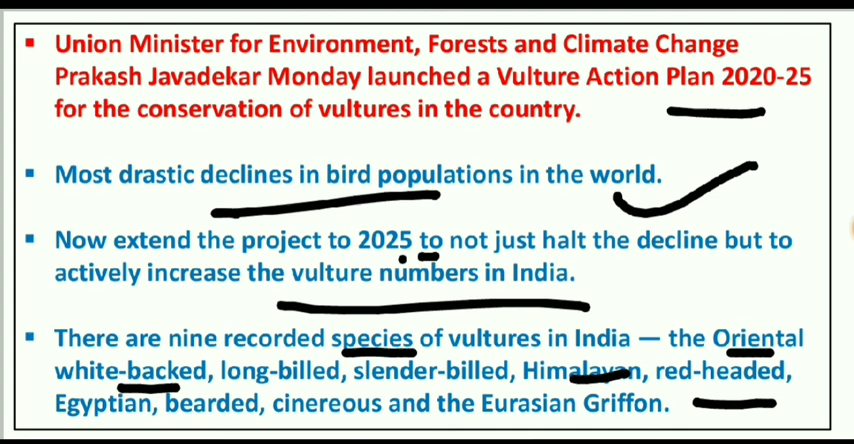 ▪ Union Minister for Environment, Forests and Climate Change
Prakash Javadekar Monday launched a Vulture Action Plan 2020-25
for the conservation of vultures in the country.
▪ Most drastic declines in bird populations in the world.
▪ Now extend the project to 2025 to not just halt the decline but to
actively increase the vulture numbers in India.
▪ There are nine recorded species of vultures in India — the Oriental
white-backed, long-billed, slender-billed, Himalayan, red-headed,
Egyptian, bearded, cinereous and the Eurasian Griffon.